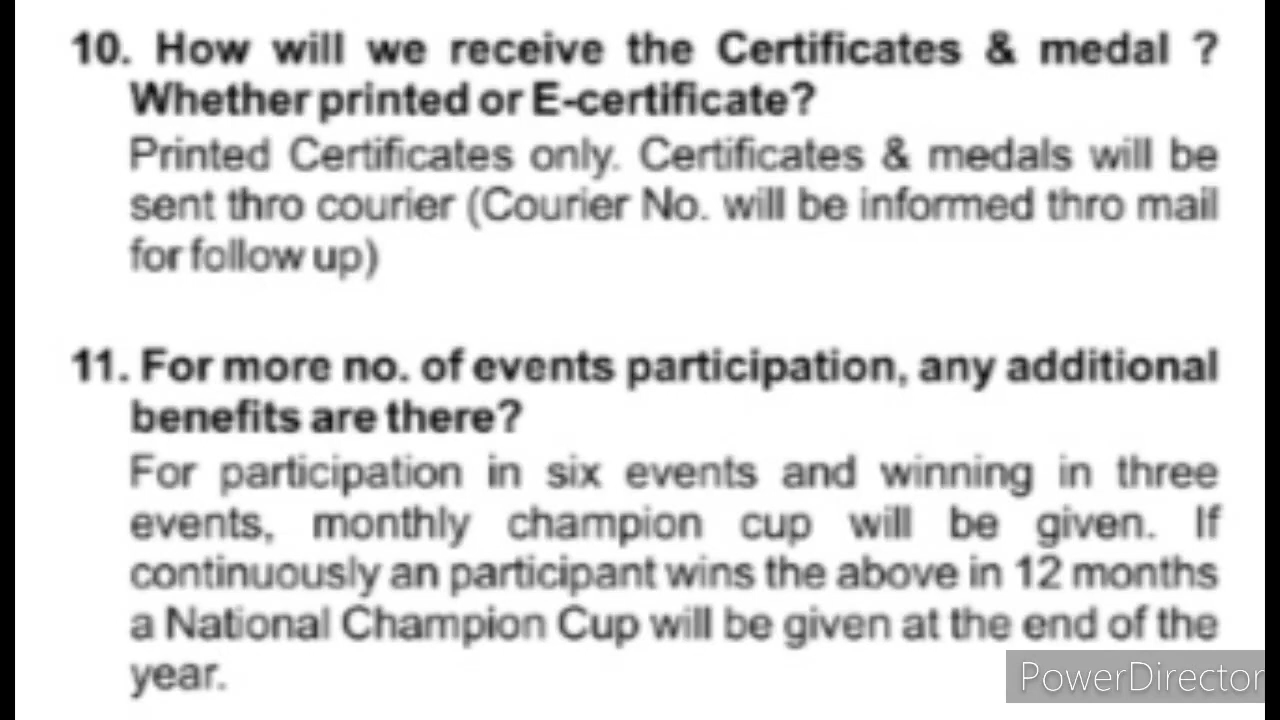 10. How will we receive the Certificates & medal ?
Whether printed or E-certificate?
Printed Certificates only. Certificates & medals will be
sent thro courier (Courier No. will be informed thro mail
for follow up)
11. For more no. of events participation, any additional
benefits are there?
For participation in six events and winning in three
events, monthly champion cup will be given. If
continuously an participant wins the above in 12 months
a National Champion Cup will be given at the end of the
year.
PowerDirector